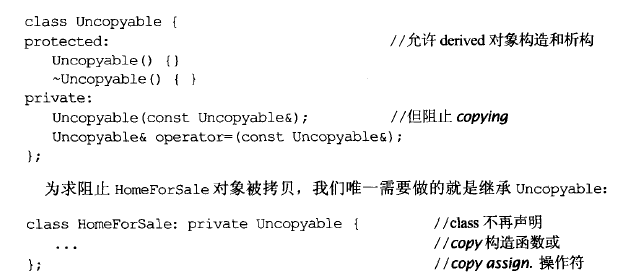 class Uncopyable {
protected: //允许 derived 对象构造和析构
Uncopyable() {}
~Uncopyable() { }
private:
Uncopyable(const Uncopyable&); //但阻止 copying
Uncopyable& operator=(const Uncopyable&);
};
为求阻止 HomeForSale 对象被拷贝，我们唯一需要做的就是继承 Uncopyable：
class HomeForSale: private Uncopyable { //class 不再声明
... //copy 构造函数或
}; //copy assign. 操作符